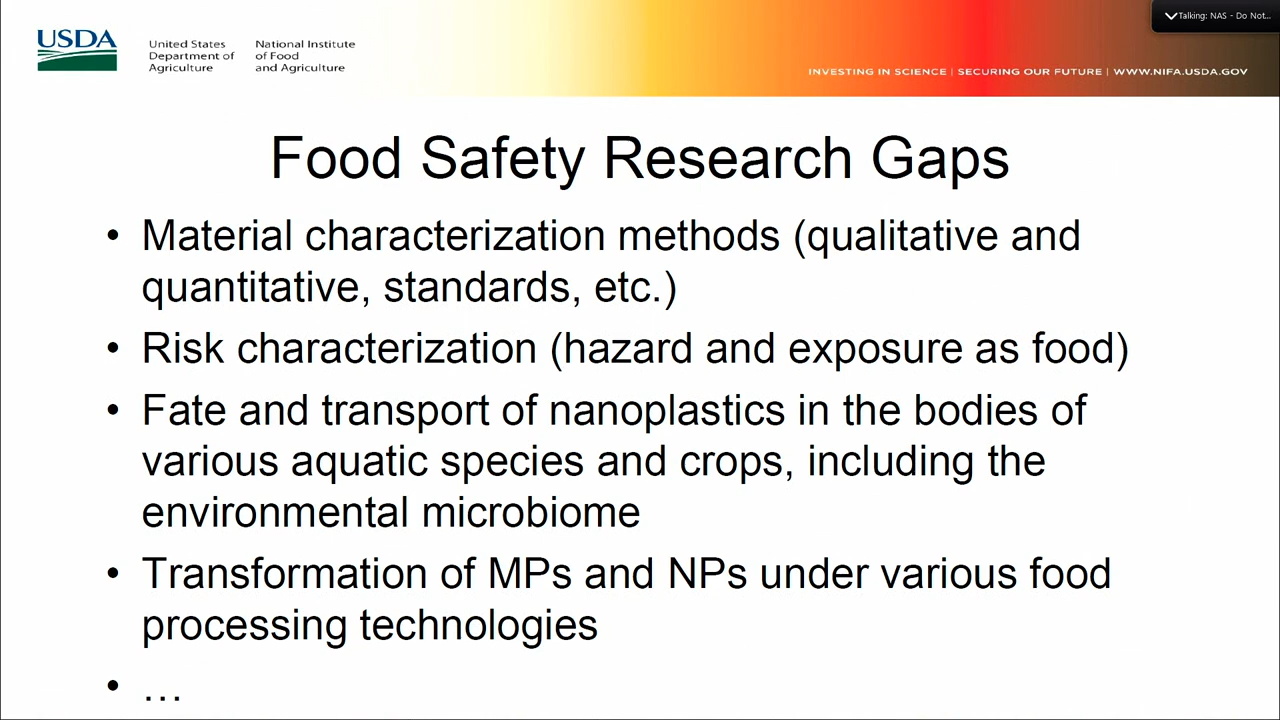 Talking: NAS - Do Not...
USDA
United States
Department of
Agriculture
National Institute
of Food
and Agriculture
INVESTING IN SCIENCE | SECURING OUR FUTURE | WWW.NIFA.USDA.GOV
Food Safety Research Gaps
• Material characterization methods (qualitative and
quantitative, standards, etc.)
• Risk characterization (hazard and exposure as food)
• Fate and transport of nanoplastics in the bodies of
various aquatic species and crops, including the
environmental microbiome
• Transformation of MPs and NPs under various food
processing technologies
• …